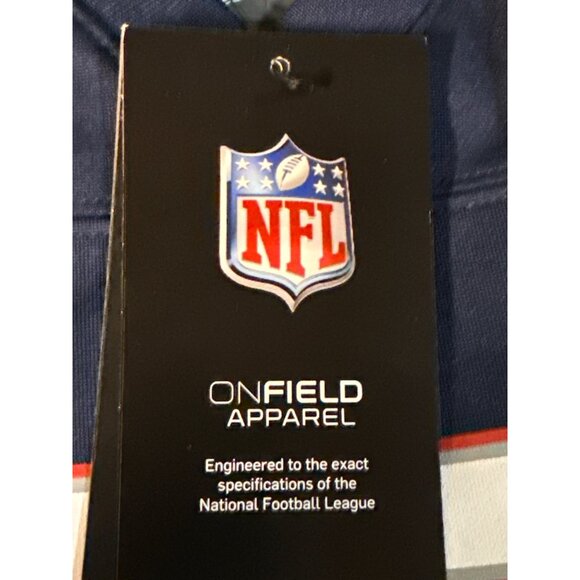 NFL
ONFIELD
APPAREL
Engineered to the exact
specifications of the
National Football League